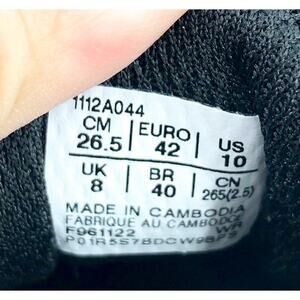 1112A044
CM EURO US
26.5 42 10
UK BR CN
8 40 265(2.5)
MADE IN CAMBODIA
FABRIQUE AU CAMBODGE
F961122 WR